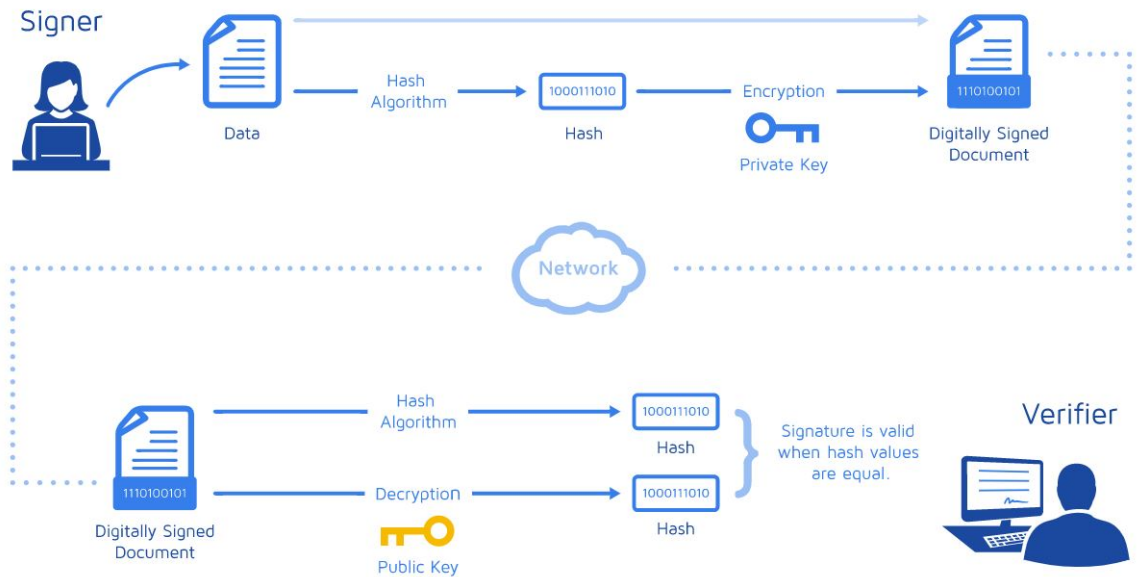 Signer
Data
Hash
Algorithm
1000111010
Hash
Encryption
Private Key
1110100101
Digitally Signed
Document
Network
1110100101
Digitally Signed
Document
Hash
Algorithm
1000111010
Hash
Decryption
Public Key
1000111010
Hash
Signature is valid
when hash values
are equal.
Verifier